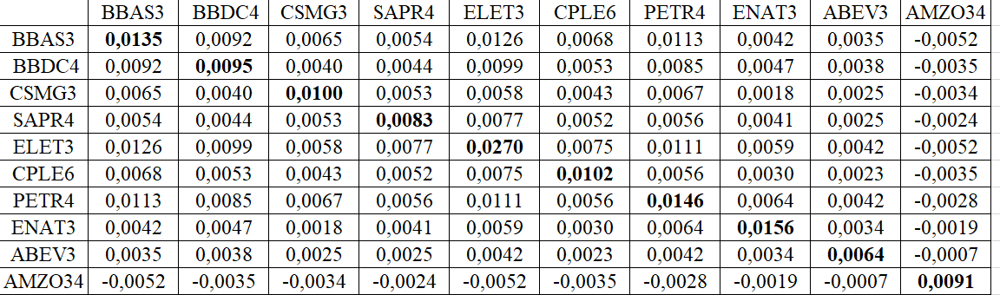 BBAS3 BBDC4 CSMG3 SAPR4 ELET3 CPLE6 PETR4 ENAT3 ABEV3 AMZO34
BBAS3 0,0135 0,0092 0,0065 0,0054 0,0126 0,0068 0,0113 0,0042 0,0035 -0,0052
BBDC4 0,0092 0,0095 0,0040 0,0044 0,0099 0,0053 0,0085 0,0047 0,0038 -0,0035
CSMG3 0,0065 0,0040 0,0100 0,0053 0,0058 0,0043 0,0067 0,0018 0,0025 -0,0034
SAPR4 0,0054 0,0044 0,0053 0,0083 0,0077 0,0052 0,0056 0,0041 0,0025 -0,0024
ELET3 0,0126 0,0099 0,0058 0,0077 0,0270 0,0075 0,0111 0,0059 0,0042 -0,0052
CPLE6 0,0068 0,0053 0,0043 0,0052 0,0075 0,0102 0,0056 0,0030 0,0023 -0,0035
PETR4 0,0113 0,0085 0,0067 0,0056 0,0111 0,0056 0,0146 0,0064 0,0042 -0,0028
ENAT3 0,0042 0,0047 0,0018 0,0041 0,0059 0,0030 0,0064 0,0156 0,0034 -0,0019
ABEV3 0,0035 0,0038 0,0025 0,0025 0,0042 0,0023 0,0042 0,0034 0,0064 -0,0007
AMZO34 -0,0052 -0,0035 -0,0034 -0,0024 -0,0052 -0,0035 -0,0028 -0,0019 -0,0007 0,0091